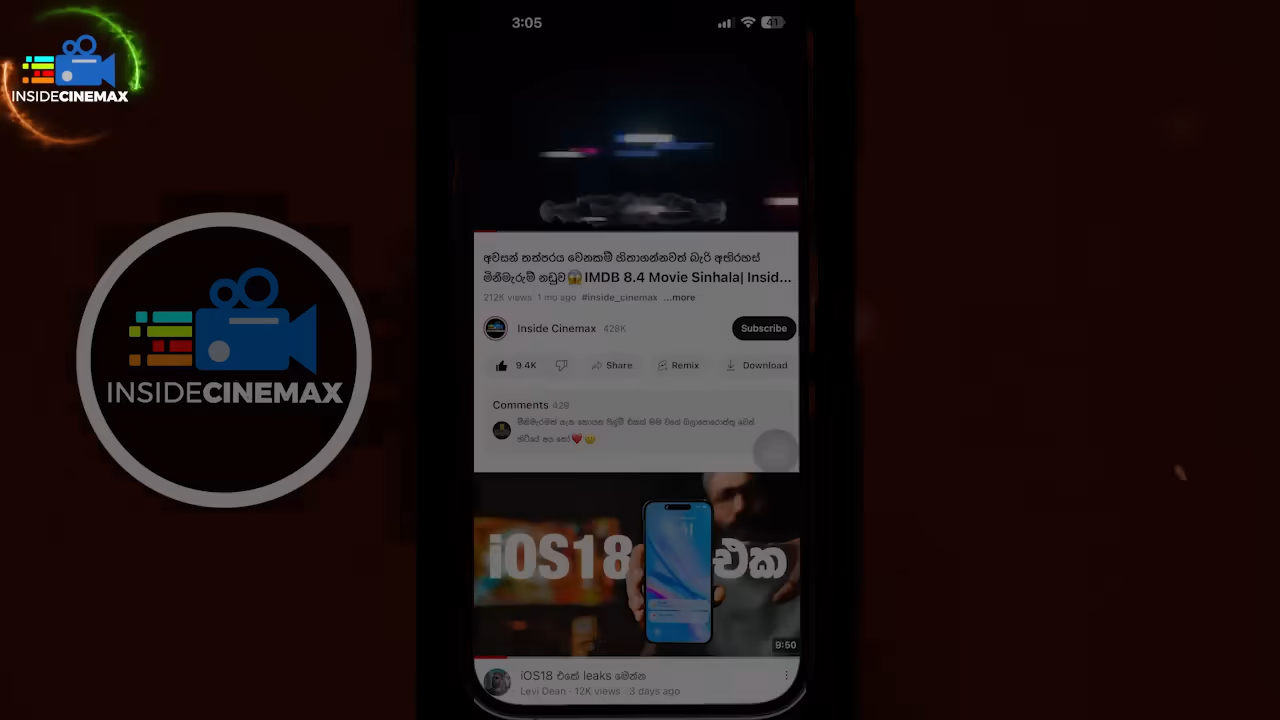 INSIDECINEMAX
3:05
41
අවසන් තත්පරය වෙනකම් හිතාගන්නවත් බැරි අභිරහස්
මිනීමැරුම් නඩුව😱IMDB 8.4 Movie Sinhala| Insid...
212K views 1 mo ago #inside_cinemax ...more
Inside Cinemax 428K
Subscribe
9.4K Share Remix Download
Comments 429
හිටියේ ❤️
INSIDECINEMAX
iOS18 එක
9:50
iOS18 එකේ leaks මෙන්න
Levi Dean · 12K views · 3 days ago